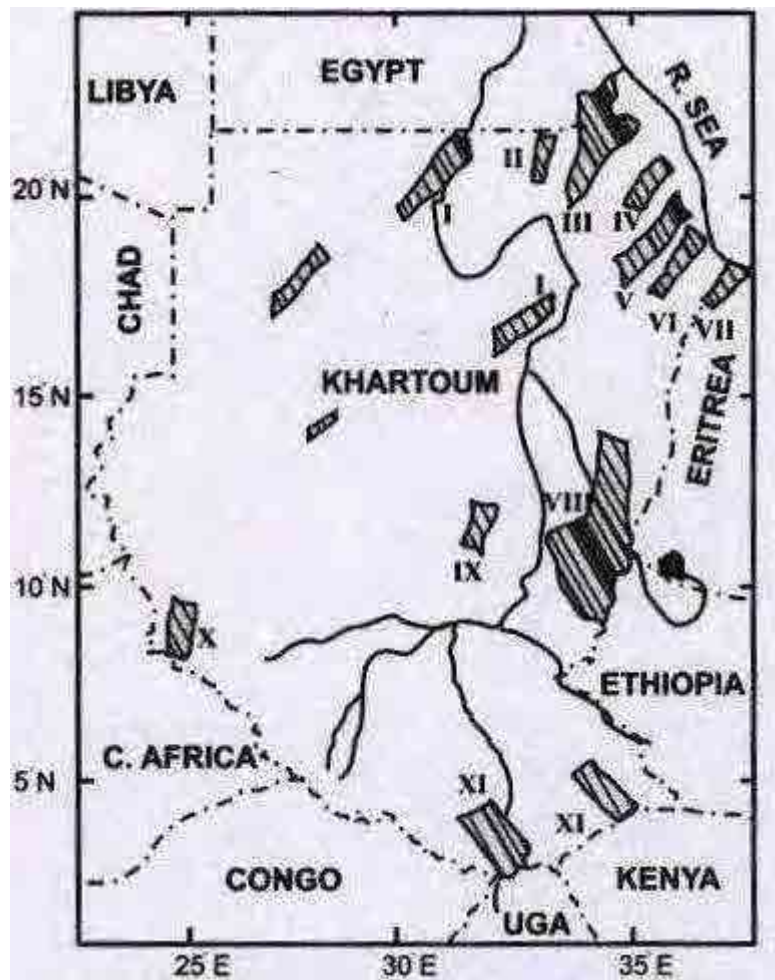 EGYPT
LIBYA
R. SEA
II
20 N
I
III
IV
CHAD
I
V
VI
VII
KHARTOUM
15 N
ERITREA
VIII
IX
10 N
X
ETHIOPIA
C. AFRICA
5 N
XI
XI
CONGO
KENYA
UGA
25 E
30 E
35 E